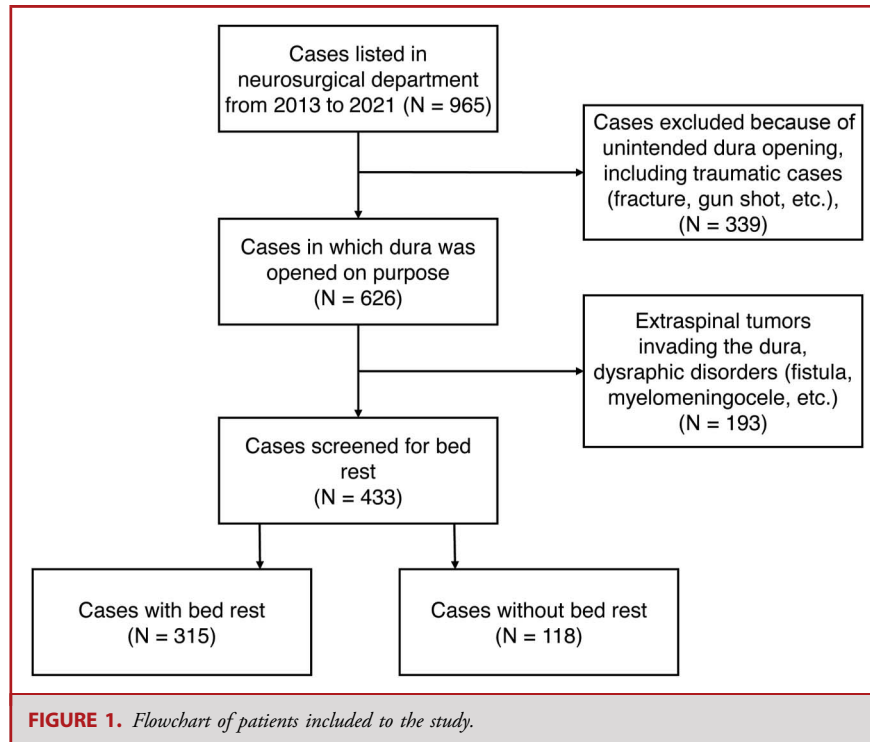 Cases listed in
neurosurgical department
from 2013 to 2021 (N = 965)
Cases excluded because of
unintended dura opening,
including traumatic cases
(fracture, gun shot, etc.),
(N = 339)
Cases in which dura was
opened on purpose
(N = 626)
Extraspinal tumors
invading the dura,
dysraphic disorders (fistula,
myelomeningocele, etc.)
(N = 193)
Cases screened for bed
rest
(N = 433)
Cases with bed rest
(N = 315)
Cases without bed rest
(N = 118)
FIGURE 1. Flowchart of patients included to the study.